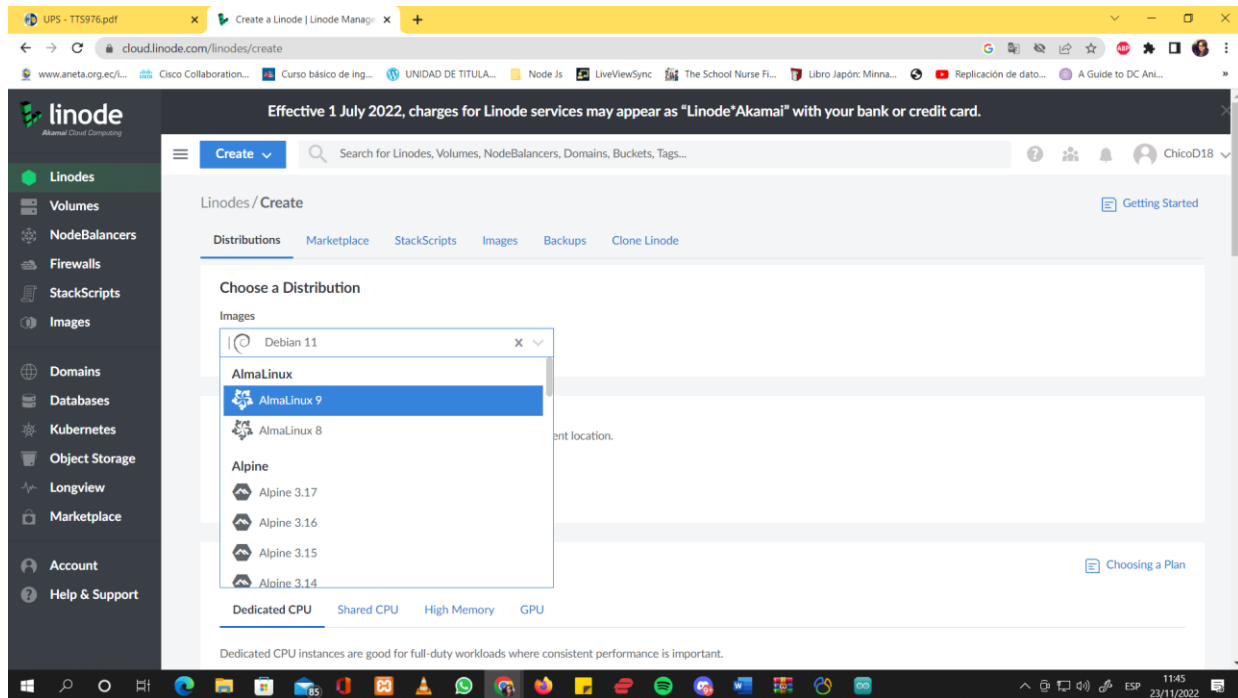 UPS - TTS976.pdf
Create a Linode | Linode Manage
cloud.linode.com/linodes/create
www.aneta.org.ec/i...
Cisco Collaboration...
Curso básico de ing...
UNIDAD DE TITULA...
Node Js
LiveViewSync
The School Nurse Fi...
Libro Japón: Minna...
Replicación de dato...
A Guide to DC Ani...
»
linode
Akamai Cloud Computing
Effective 1 July 2022, charges for Linode services may appear as “Linode*Akamai” with your bank or credit card.
Create
Search for Linodes, Volumes, NodeBalancers, Domains, Buckets, Tags...
ChicoD18
Linodes
Volumes
NodeBalancers
Firewalls
StackScripts
Images
Domains
Databases
Kubernetes
Object Storage
Longview
Marketplace
Account
Help & Support
Linodes / Create
Getting Started
Distributions
Marketplace
StackScripts
Images
Backups
Clone Linode
Choose a Distribution
Images
Debian 11
AlmaLinux
AlmaLinux 9
AlmaLinux 8
ent location.
Alpine
Alpine 3.17
Alpine 3.16
Alpine 3.15
Alpine 3.14
Choosing a Plan
Dedicated CPU
Shared CPU
High Memory
GPU
Dedicated CPU instances are good for full-duty workloads where consistent performance is important.
85
ESP
11:45
23/11/2022